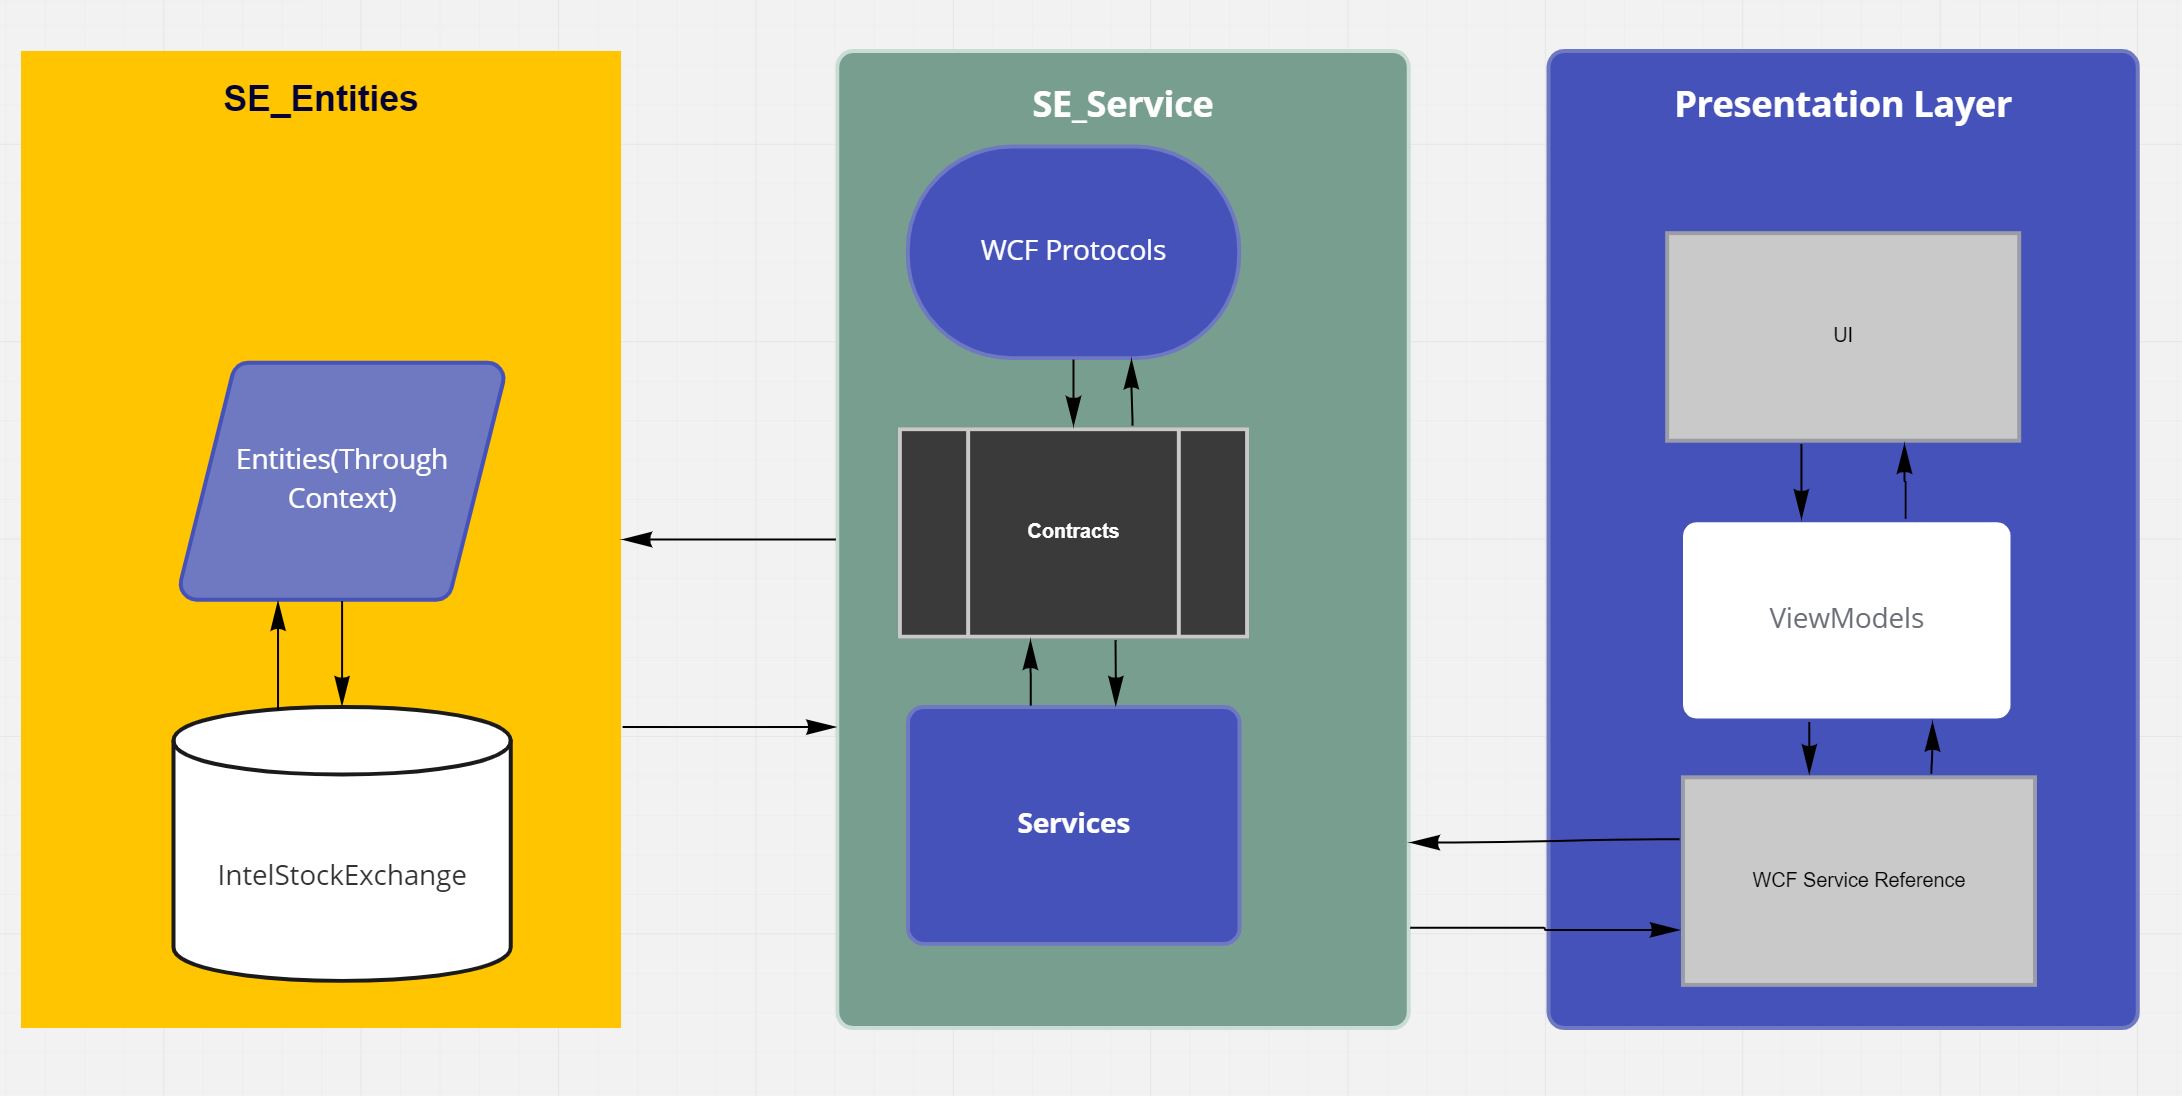 SE_Entities
Entities(Through
Context)
IntelStockExchange
SE_Service
WCF Protocols
Contracts
Services
Presentation Layer
UI
ViewModels
WCF Service Reference